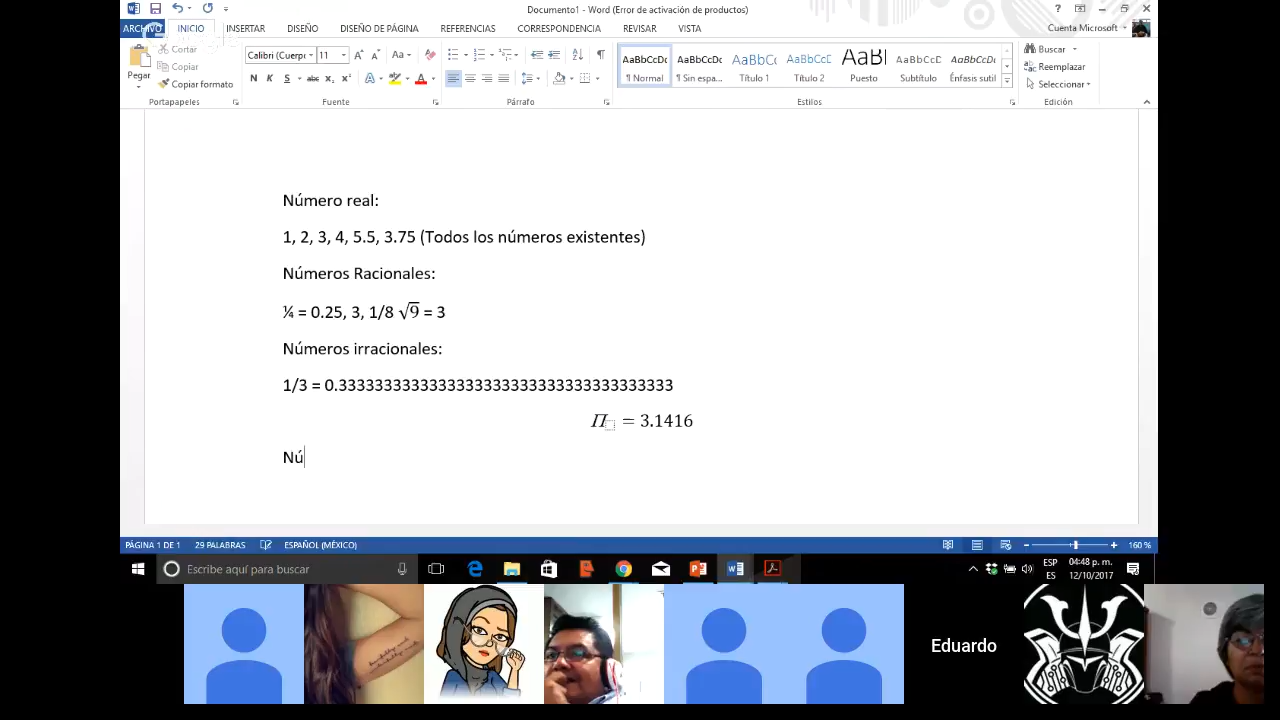 Documento1 - Word (Error de activación de productos)
ARCHIVO INICIO INSERTAR DISEÑO DISEÑO DE PÁGINA REFERENCIAS CORRESPONDENCIA REVISAR VISTA
Cuenta Microsoft
Pegar
Cortar
Copiar
Copiar formato
Portapapeles
Calibri (Cuerpo 11
N K S abc x₂ x²
Fuente
Párrafo
AaBbCcDc AaBbCcDc AaBbCc AaBbCcC AaBl AaBbCcD AaBbCcDc
¶ Normal ¶ Sin espa... Título 1 Título 2 Puesto Subtítulo Énfasis sutil
Estilos
Buscar
Reemplazar
Seleccionar
Edición
Número real:
1, 2, 3, 4, 5.5, 3.75 (Todos los números existentes)
Números Racionales:
¼ = 0.25, 3, 1/8 √9 = 3
Números irracionales:
1/3 = 0.3333333333333333333333333333333333333
Π = 3.1416
Nú
PÁGINA 1 DE 1 29 PALABRAS ESPAÑOL (MÉXICO)
160 %
Escribe aquí para buscar
ESP
ES
04:48 p. m.
12/10/2017
Eduardo